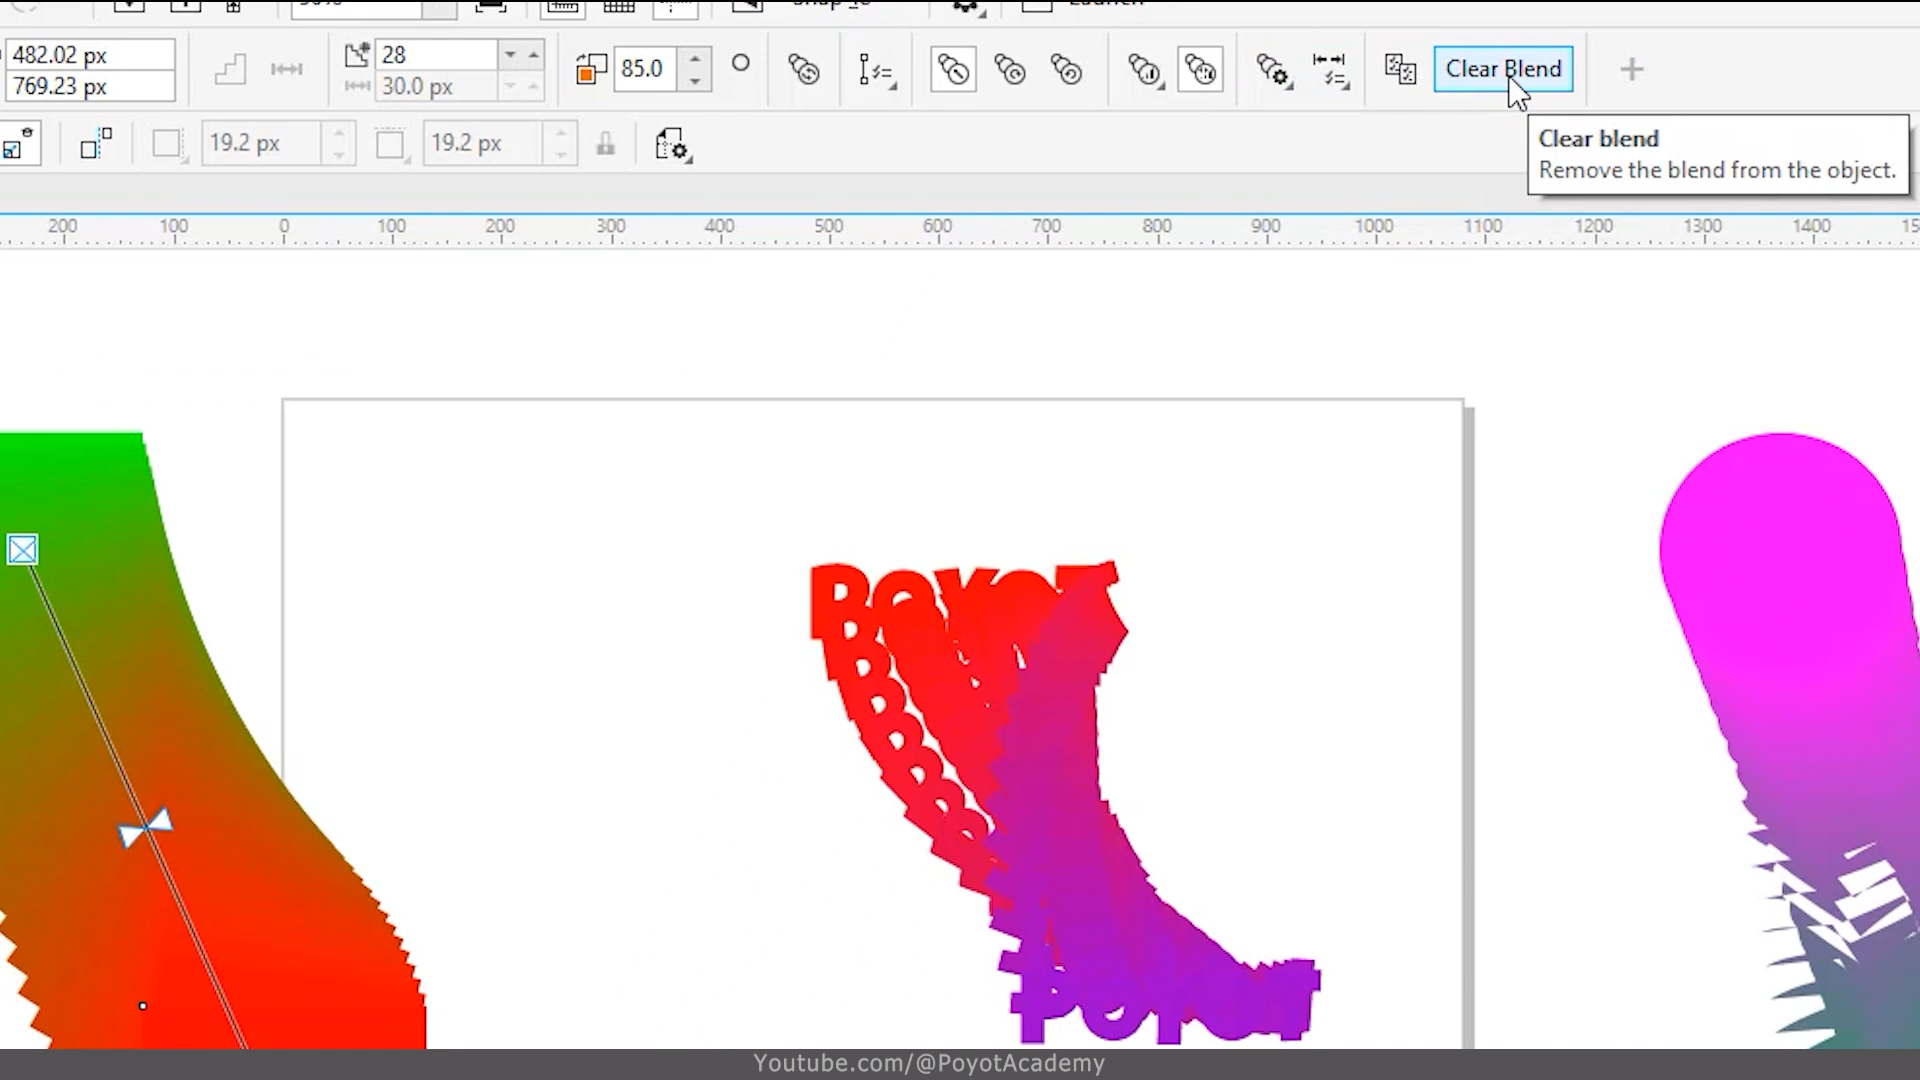 482.02 px
769.23 px
28
30.0 px
85.0
Clear Blend
19.2 px
19.2 px
Clear blend
Remove the blend from the object.
200 100 0 100 200 300 400 500 600 700 800 900 1000 1100 1200 1300 1400
POYOT
POYOT
Youtube.com/@PoyotAcademy